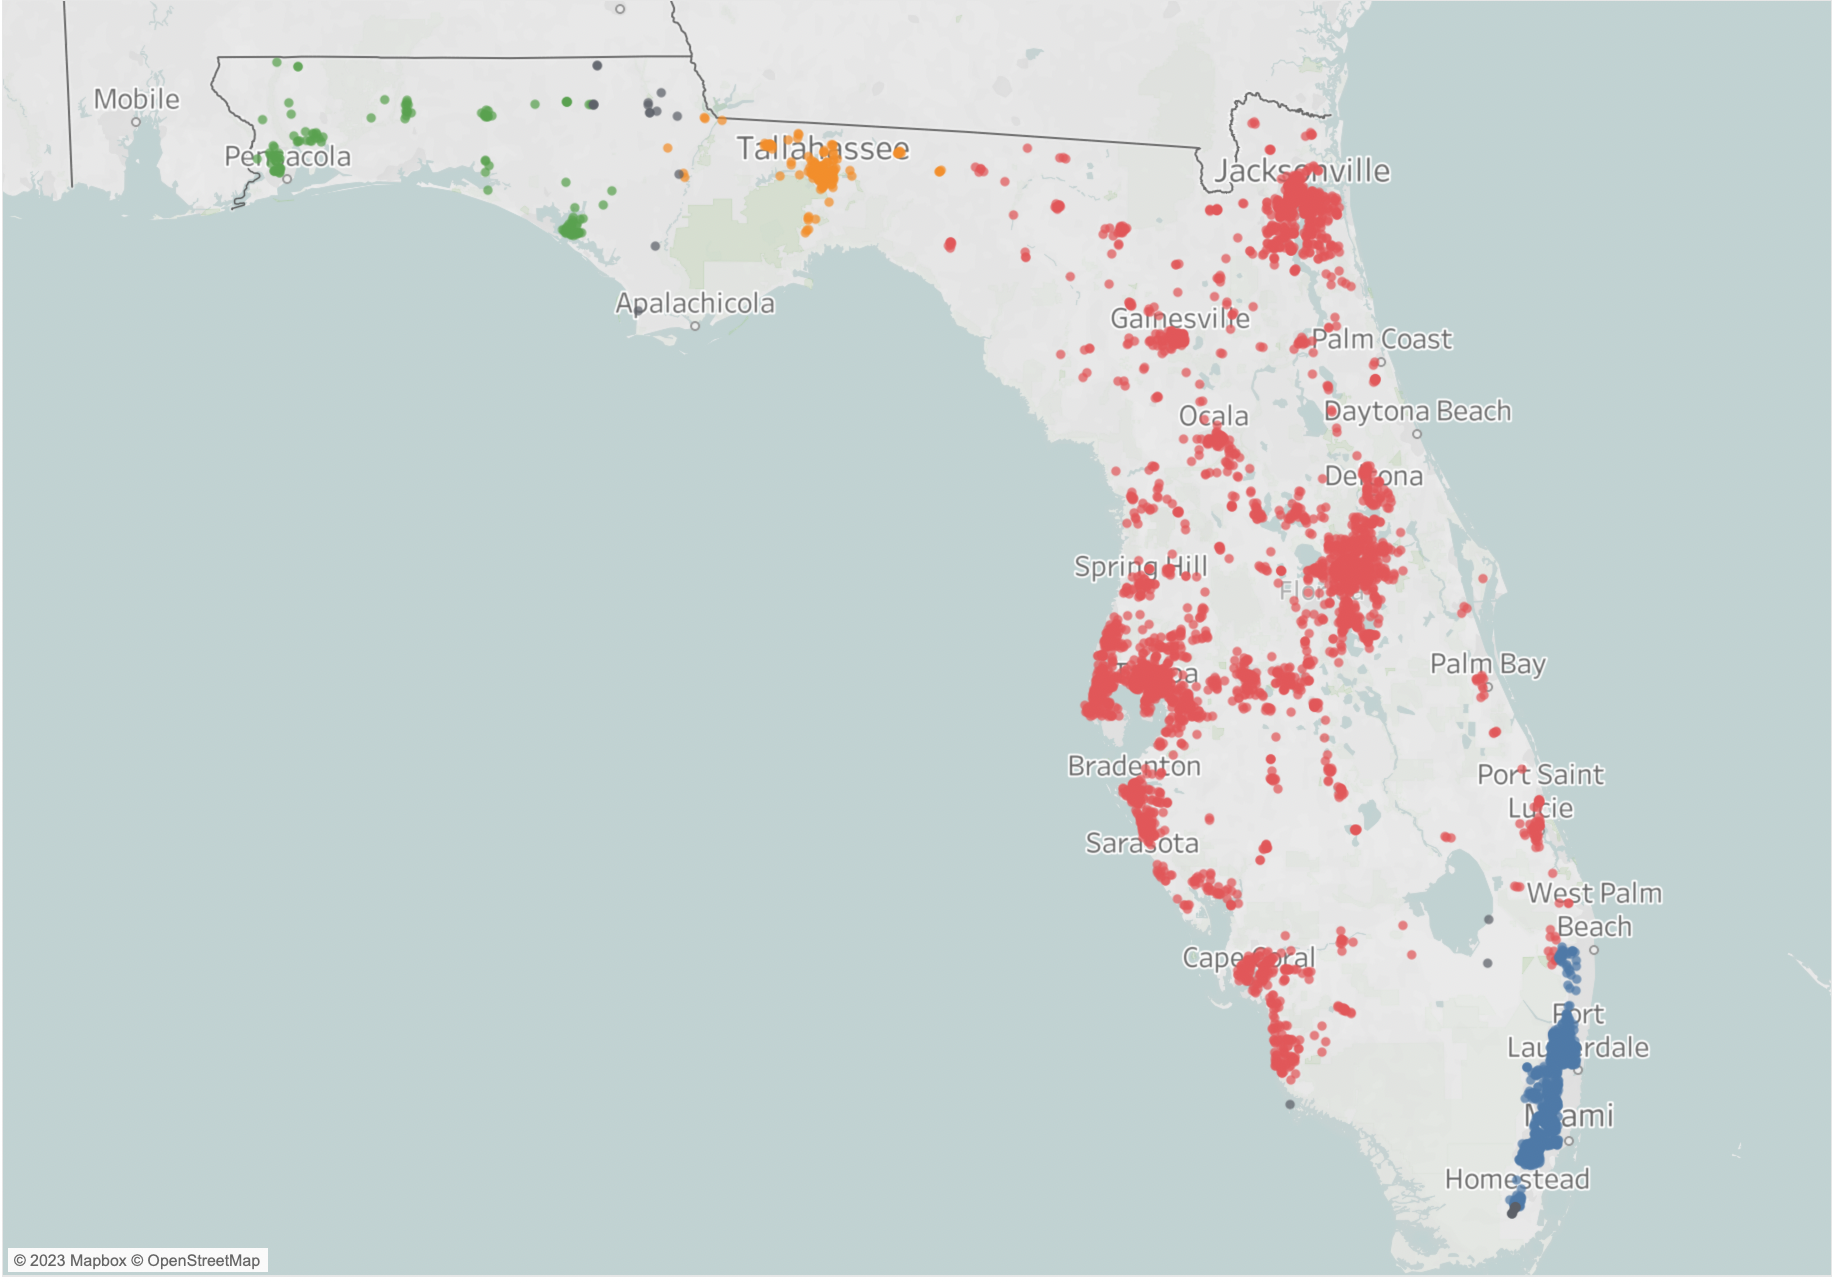 Mobile
Pensacola
Tallahassee
Jacksonville
Apalachicola
Gainesville
Palm Coast
Ocala
Daytona Beach
Deltona
Spring Hill
Florida
Tampa
Palm Bay
Bradenton
Port Saint
Lucie
Sarasota
West Palm
Beach
Cape Coral
Fort
Lauderdale
Miami
Homestead
© 2023 Mapbox © OpenStreetMap